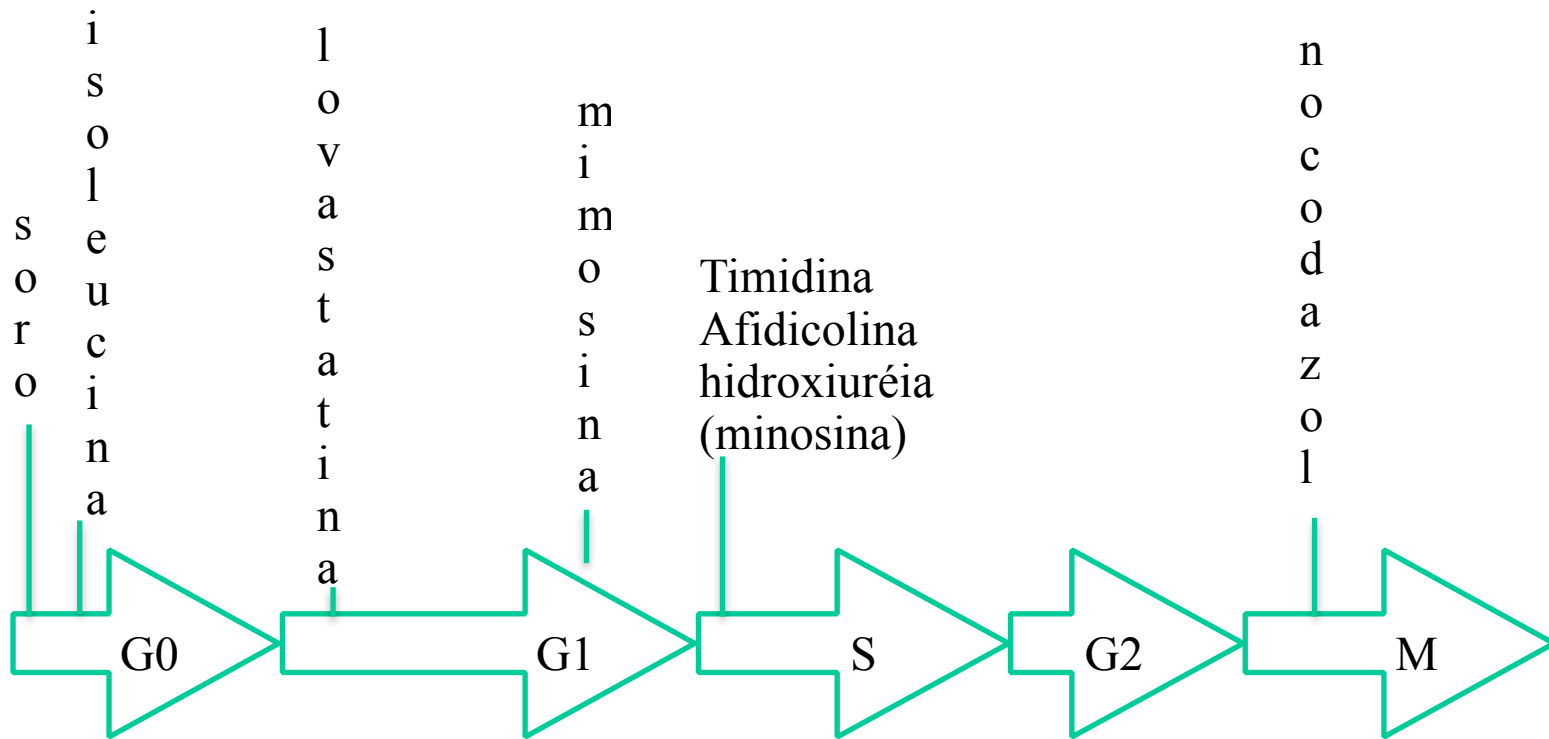 soro
isoleucina
lovastatina
mimosina
Timidina
Afidicolina
hidroxiuréia
(minosina)
nocodazol
G0
G1
S
G2
M